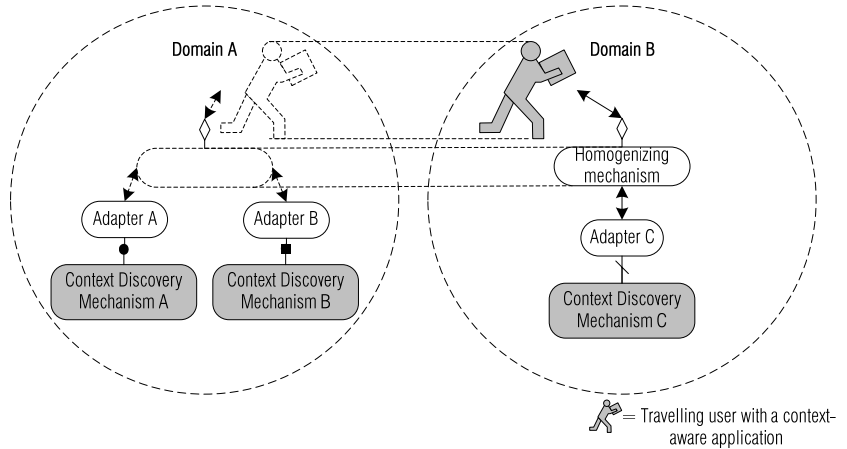 Domain A
Domain B
Homogenizing
mechanism
Adapter A
Adapter B
Adapter C
Context Discovery
Mechanism A
Context Discovery
Mechanism B
Context Discovery
Mechanism C
= Travelling user with a context-
aware application